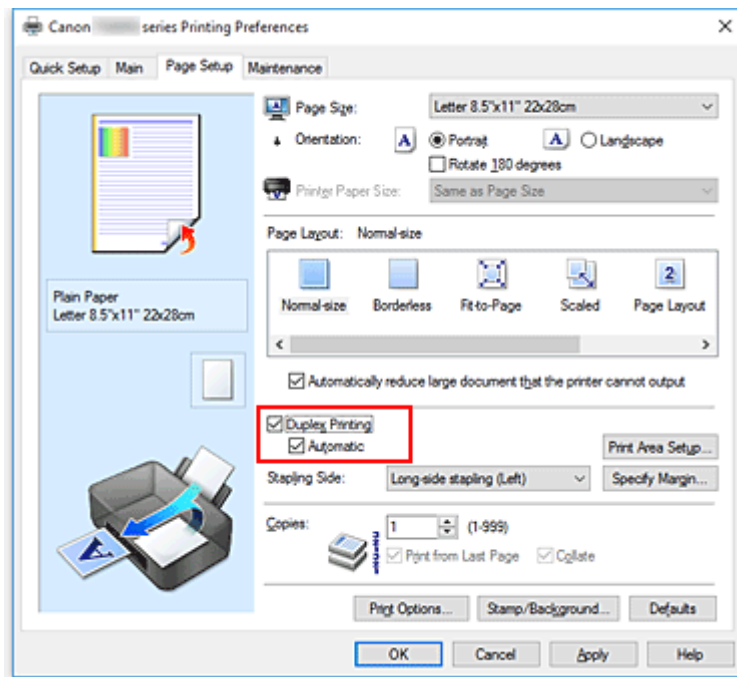 Canon series Printing Preferences
Quick Setup Main Page Setup Maintenance
Page Size: Letter 8.5"x11" 22x28cm
Orientation: A Portrait A Landscape
Rotate 180 degrees
Printer Paper Size: Same as Page Size
Page Layout: Normal-size
2
Normal-size Borderless Fit-to-Page Scaled Page Layout
Plain Paper
Letter 8.5"x11" 22x28cm
Automatically reduce large document that the printer cannot output
Duplex Printing
Automatic
Print Area Setup...
Stapling Side: Long-side stapling (Left) Specify Margin...
Copies: 1 (1-999)
Print from Last Page Collate
A
Print Options... Stamp/Background... Defaults
OK Cancel Apply Help